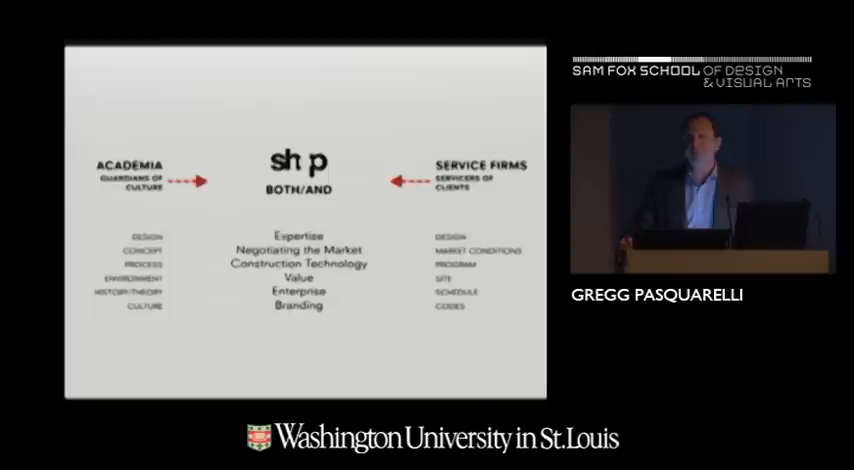 SAM FOX SCHOOL OF DESIGN
& VISUAL ARTS
ACADEMIA
GUARDIANS OF
CULTURE
shop
BOTH/AND
SERVICE FIRMS
SERVICERS OF
CLIENTS
DESIGN
CONCEPT
PROCESS
ENVIRONMENT
HISTORY/THEORY
CULTURE
Expertise
Negotiating the Market
Construction Technology
Value
Enterprise
Branding
DESIGN
MARKET CONDITIONS
PROGRAM
SITE
SCHEDULE
CODES
GREGG PASQUARELLI
Washington University in St. Louis